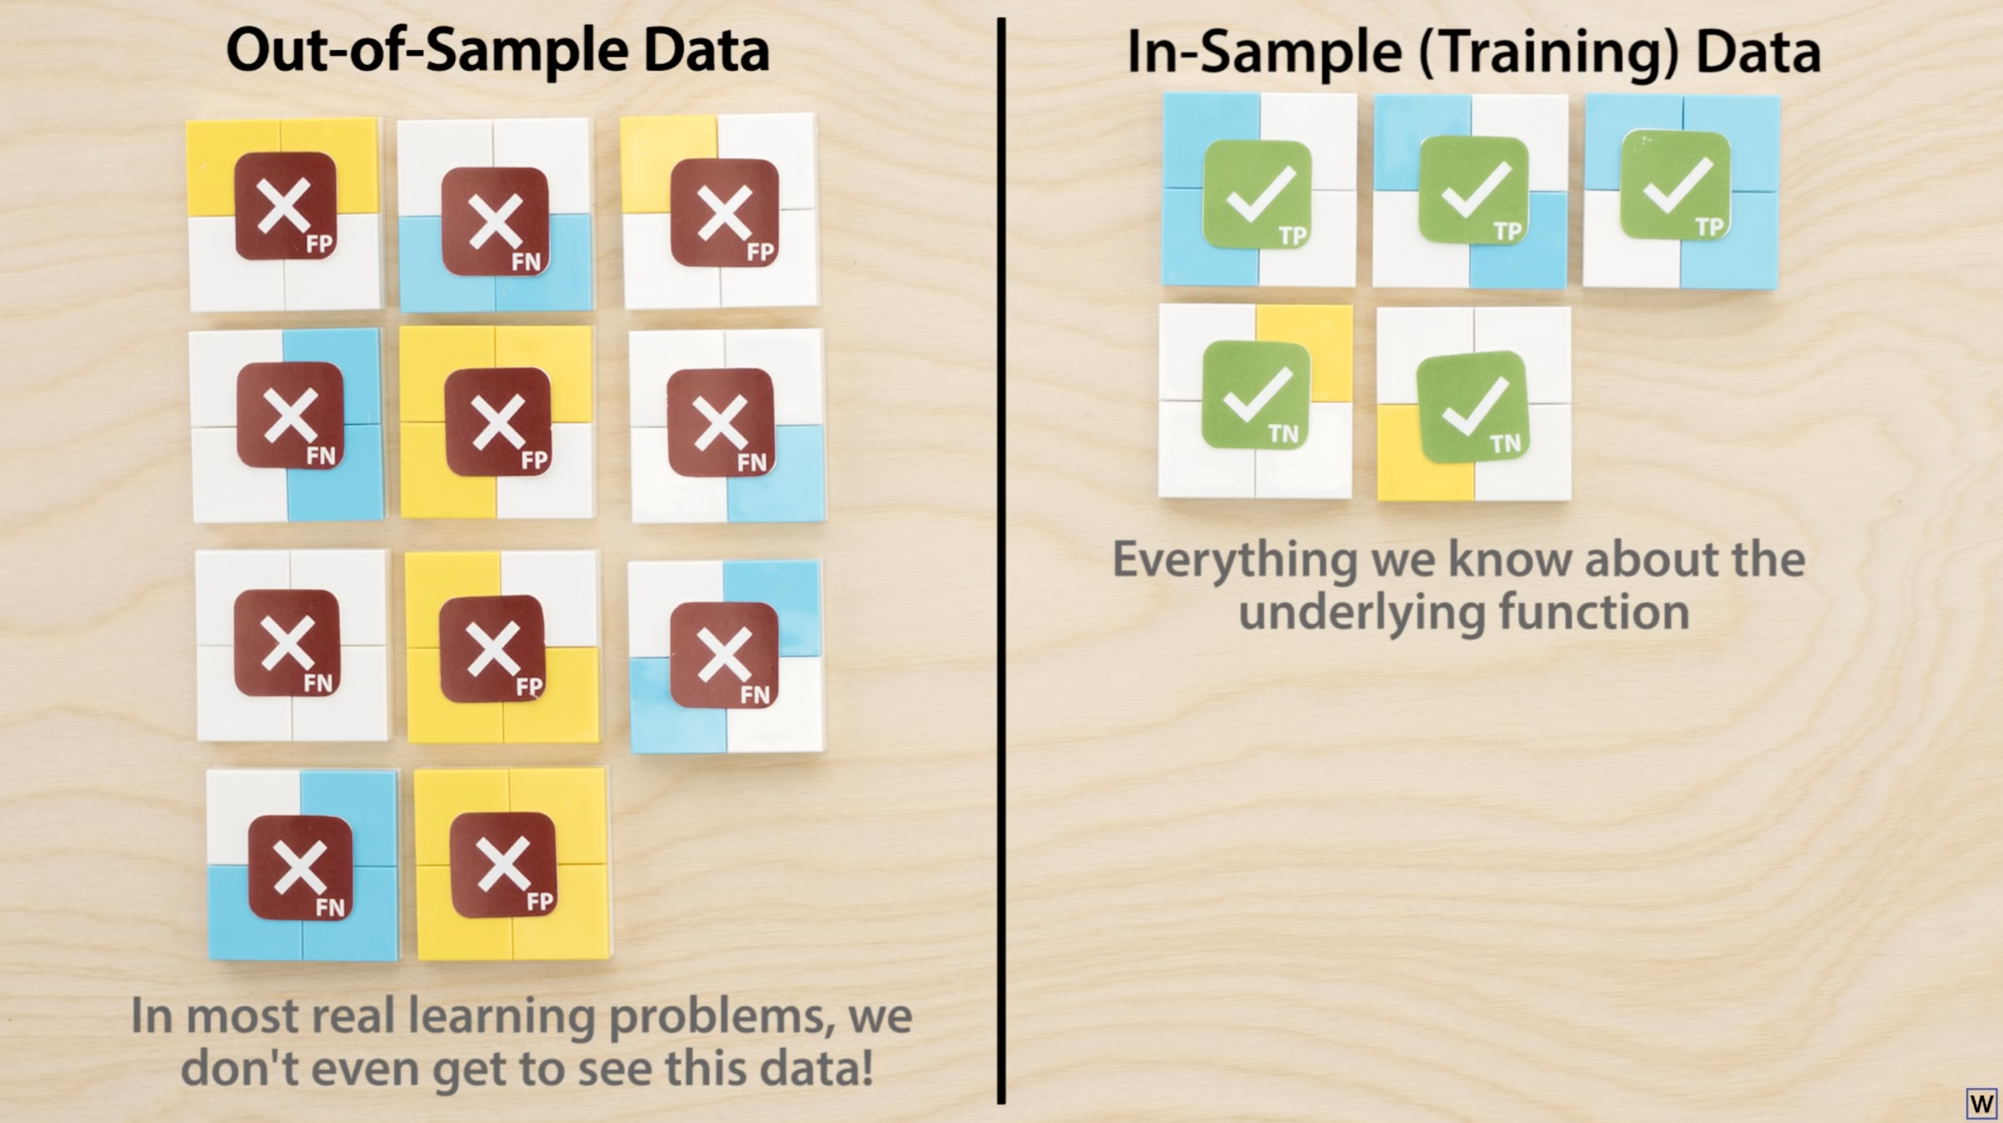 Out-of-Sample Data
FP
FN
FP
FN
FP
FN
FN
FP
FN
FN
FP
In most real learning problems, we
don't even get to see this data!
In-Sample (Training) Data
TP
TP
TP
TN
TN
Everything we know about the
underlying function
W